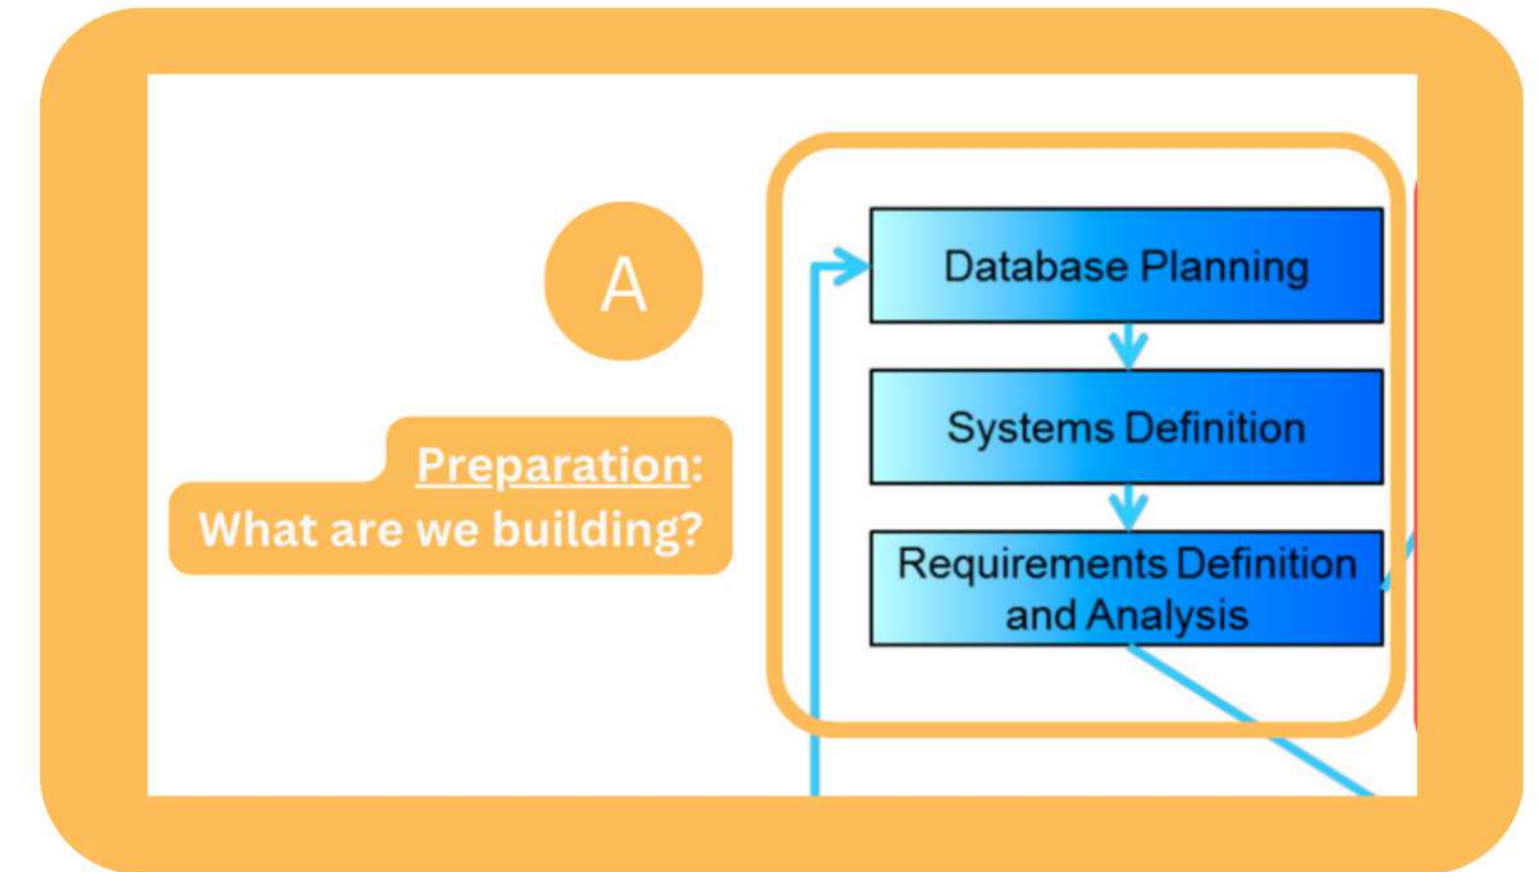 A
Preparation:
What are we building?
Database Planning
Systems Definition
Requirements Definition
and Analysis